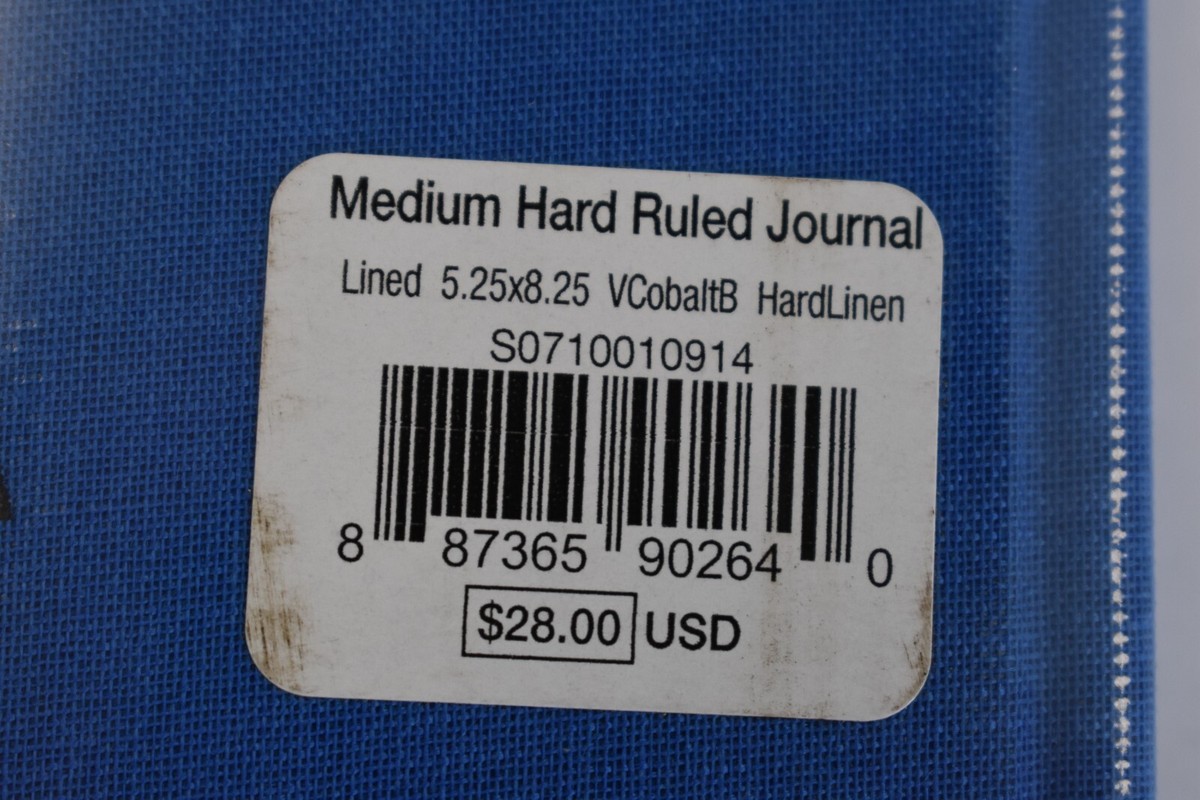 Medium Hard Ruled Journal
Lined 5.25x8.25 VCobaltB HardLinen
S0710010914
8 87365 90264 0
$28.00 USD